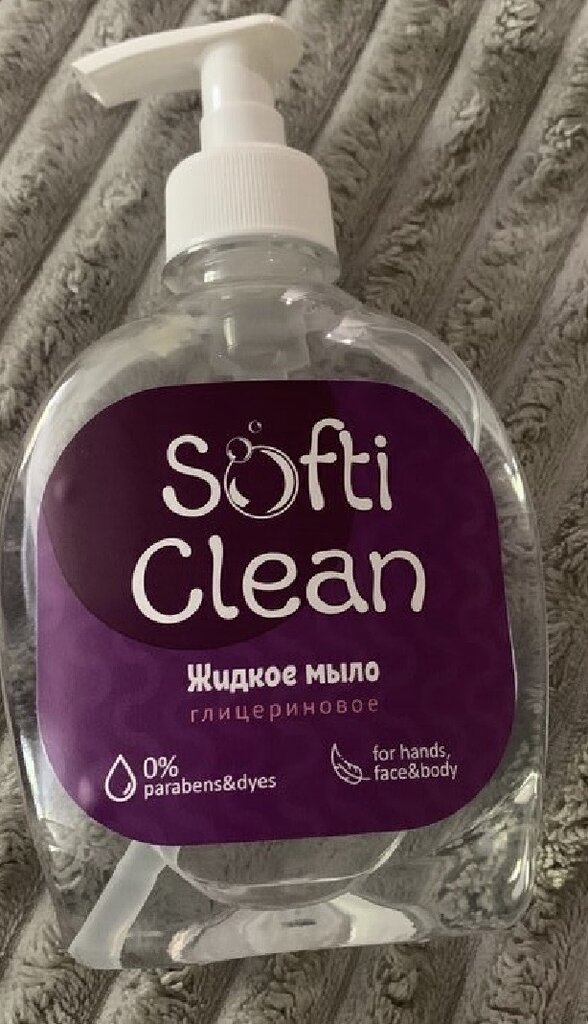 Softi
Clean
Жидкое мыло
глицериновое
0%
parabens&dyes
for hands,
face&body